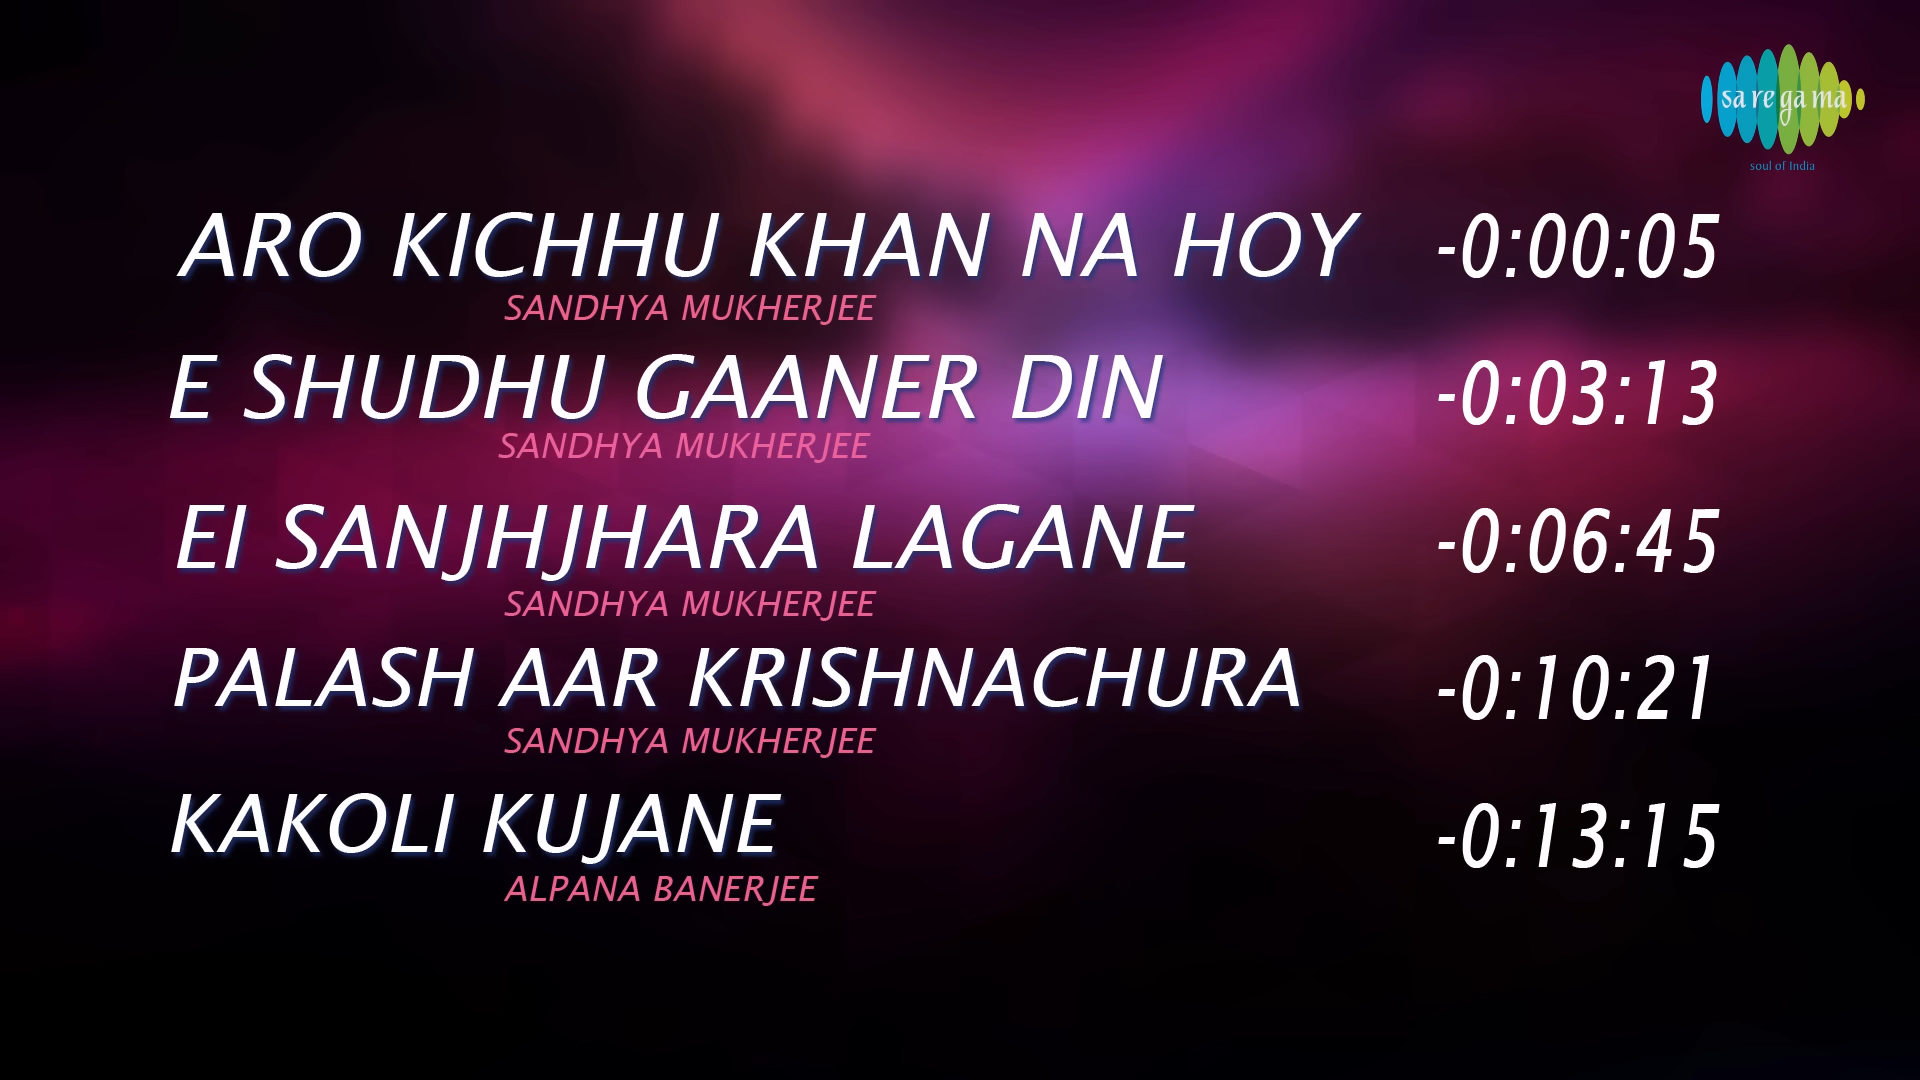 sa re ga ma
soul of India
ARO KICHHU KHAN NA HOY -0:00:05
SANDHYA MUKHERJEE
E SHUDHU GAANER DIN -0:03:13
SANDHYA MUKHERJEE
EI SANJHJHARA LAGANE -0:06:45
SANDHYA MUKHERJEE
PALASH AAR KRISHNACHURA -0:10:21
SANDHYA MUKHERJEE
KAKOLI KUJANE -0:13:15
ALPANA BANERJEE